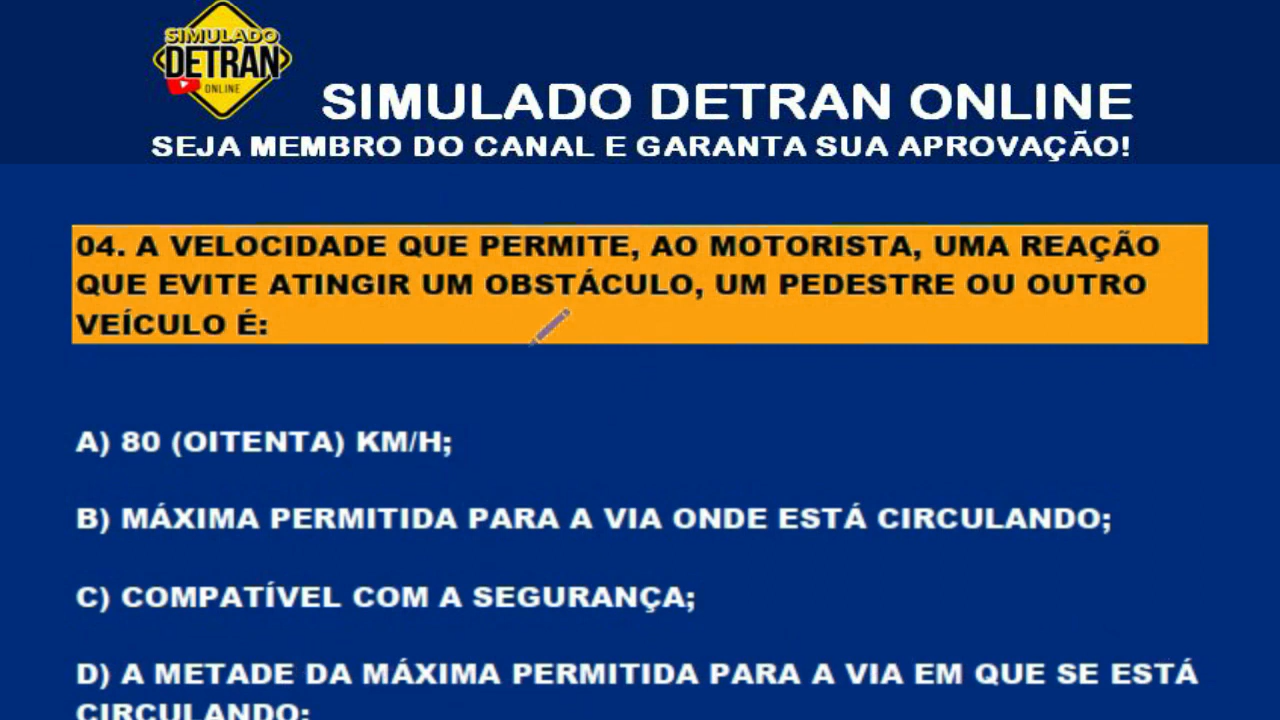 SIMULADO
DETRAN
ONLINE
SIMULADO DETRAN ONLINE
SEJA MEMBRO DO CANAL E GARANTA SUA APROVAÇÃO!
04. A VELOCIDADE QUE PERMITE, AO MOTORISTA, UMA REAÇÃO
QUE EVITE ATINGIR UM OBSTÁCULO, UM PEDESTRE OU OUTRO
VEÍCULO É:
A) 80 (OITENTA) KM/H;
B) MÁXIMA PERMITIDA PARA A VIA ONDE ESTÁ CIRCULANDO;
C) COMPATÍVEL COM A SEGURANÇA;
D) A METADE DA MÁXIMA PERMITIDA PARA A VIA EM QUE SE ESTÁ
CIRCULANDO;